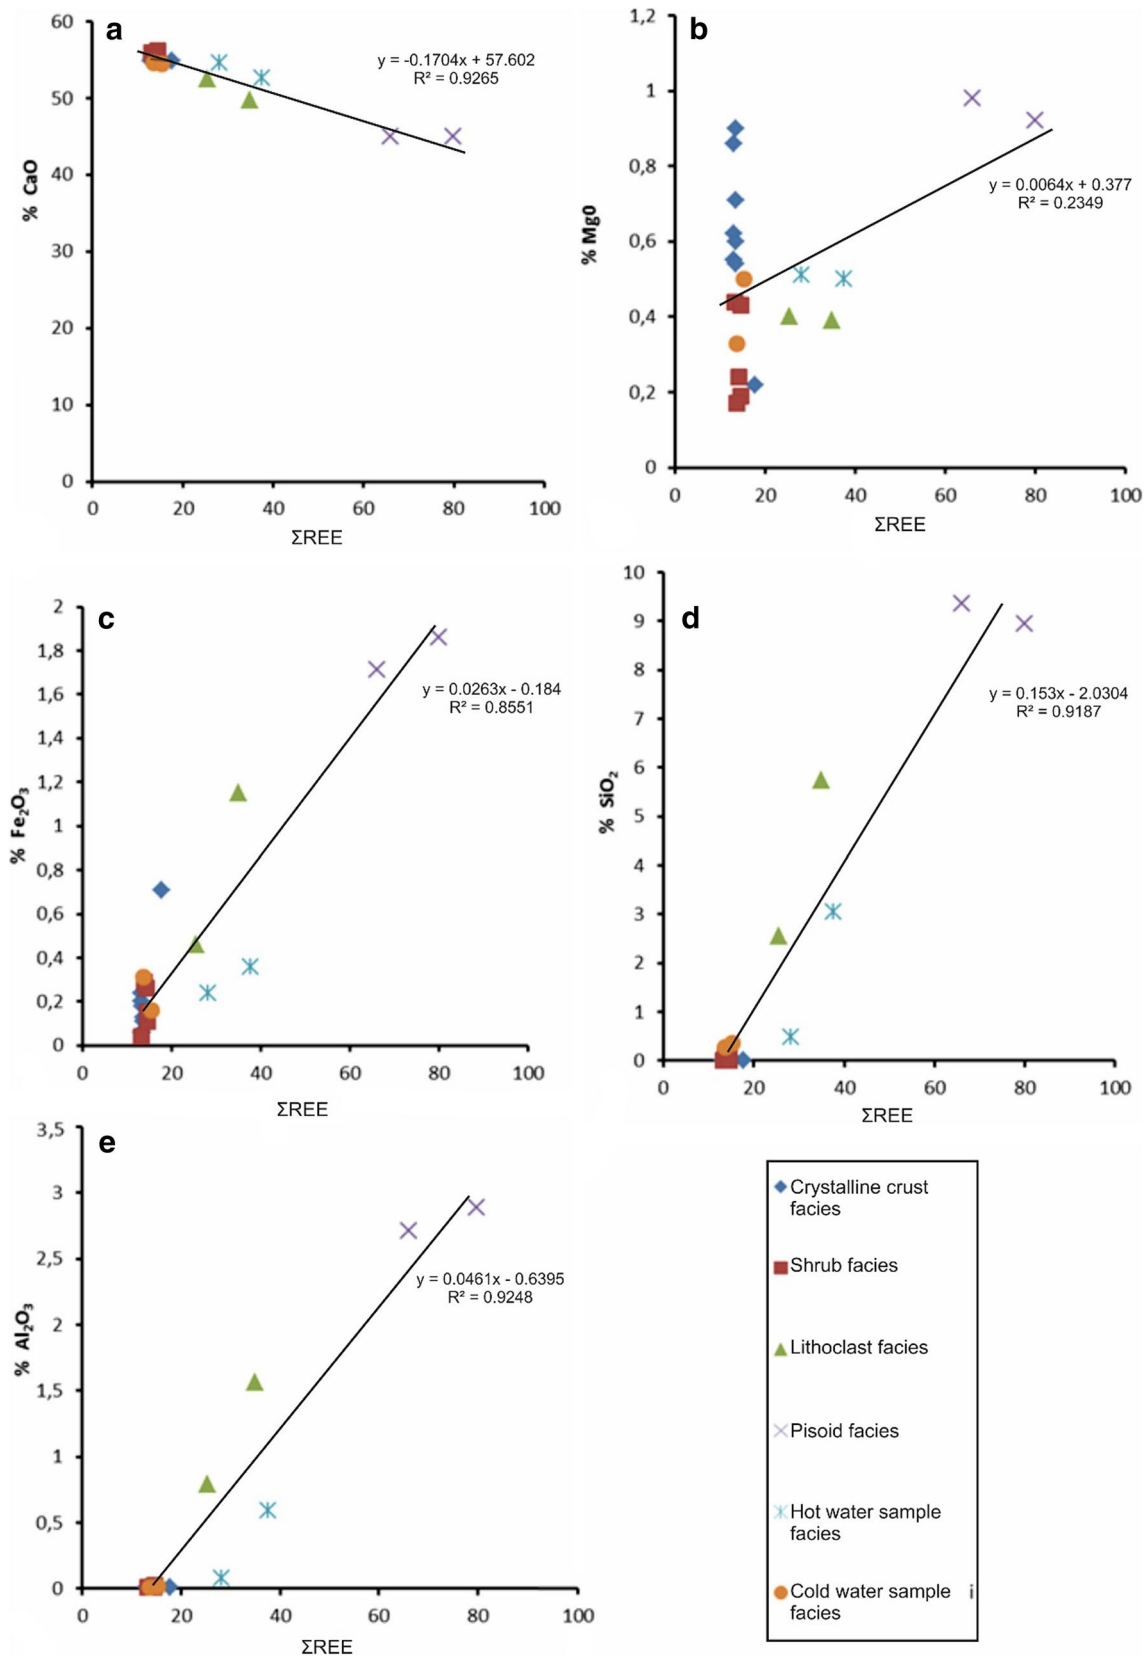 a
60
50
40
30
20
10
0
% CaO
y = -0.1704x + 57.602
R² = 0.9265
0 20 40 60 80 100
ΣREE
b
1,2
1
0,8
0,6
0,4
0,2
0
% Mg0
y = 0.0064x + 0.377
R² = 0.2349
0 20 40 60 80 100
ΣREE
c
2
1,8
1,6
1,4
1,2
1
0,8
0,6
0,4
0,2
0
% Fe₂O₃
y = 0.0263x - 0.184
R² = 0.8551
0 20 40 60 80 100
ΣREE
d
10
9
8
7
6
5
4
3
2
1
0
% SiO₂
y = 0.153x - 2.0304
R² = 0.9187
0 20 40 60 80 100
ΣREE
e
3,5
3
2,5
2
1,5
1
0,5
0
% Al₂O₃
y = 0.0461x - 0.6395
R² = 0.9248
0 20 40 60 80 100
ΣREE
Crystalline crust
facies
Shrub facies
Lithoclast facies
Pisoid facies
Hot water sample
facies
Cold water sample i
facies